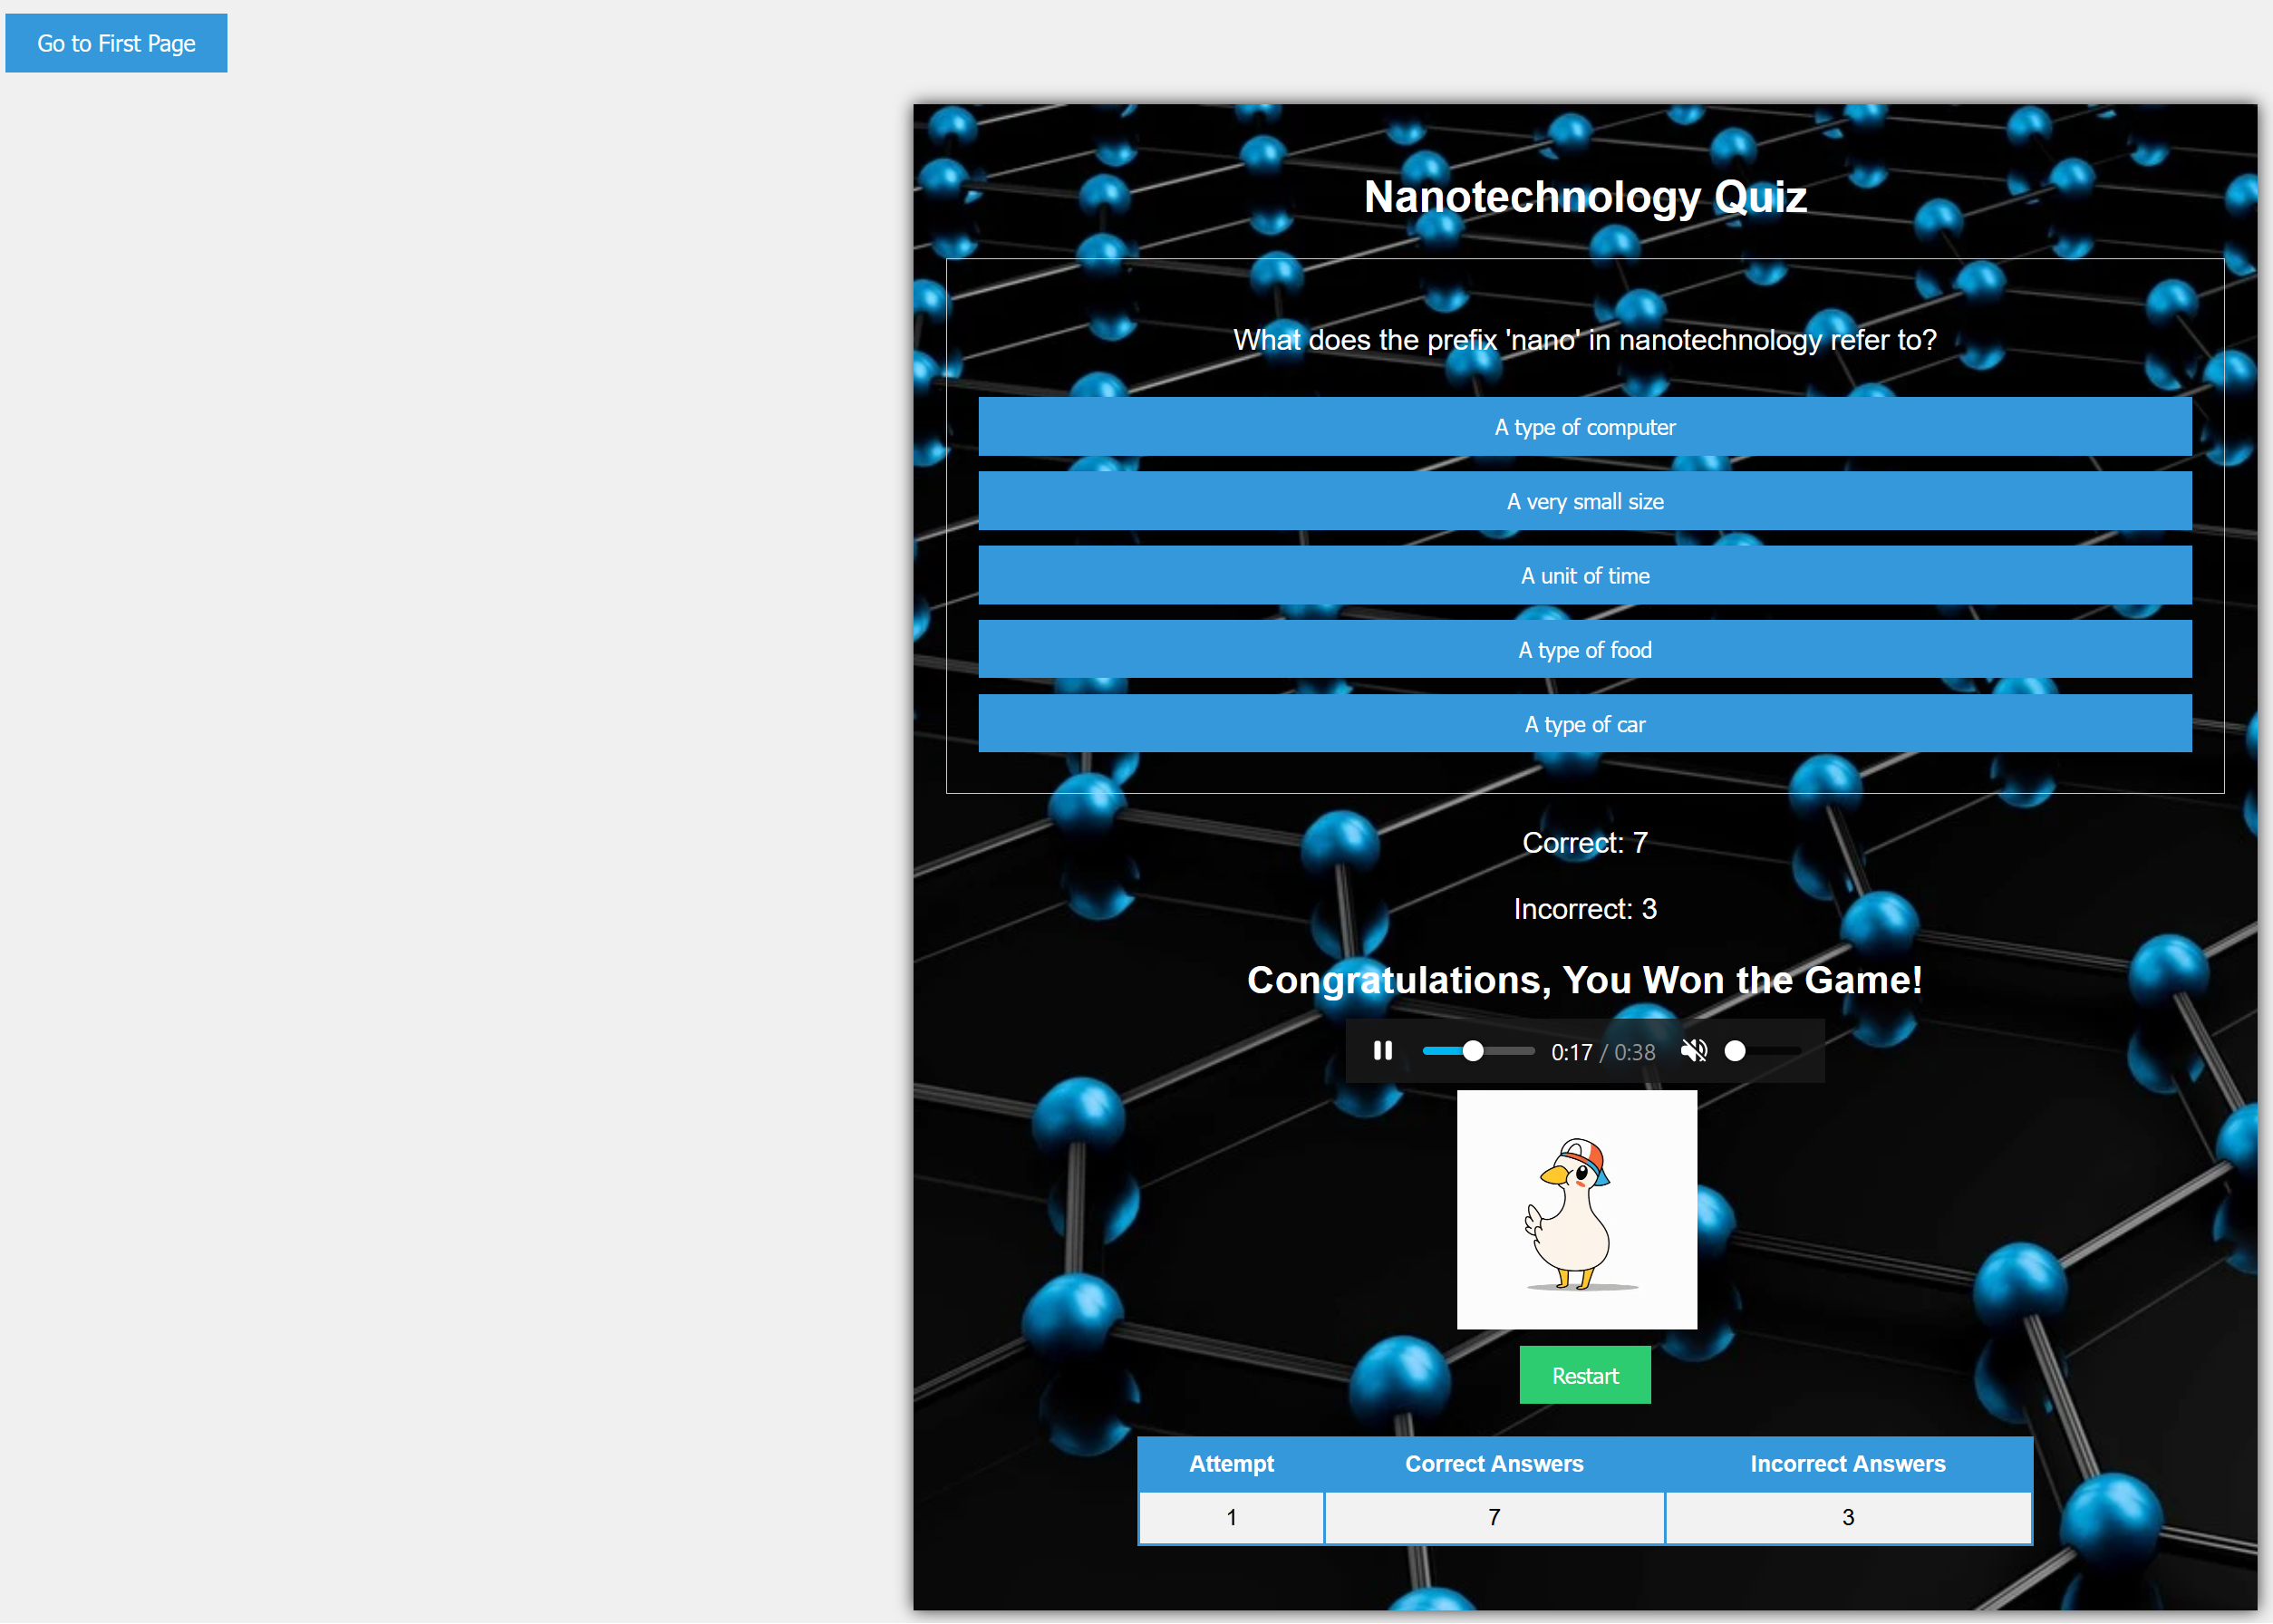 Go to First Page
Nanotechnology Quiz
What does the prefix 'nano' in nanotechnology refer to?
A type of computer
A very small size
A unit of time
A type of food
A type of car
Correct: 7
Incorrect: 3
Congratulations, You Won the Game!
0:17 / 0:38
Restart
Attempt Correct Answers Incorrect Answers
1 7 3